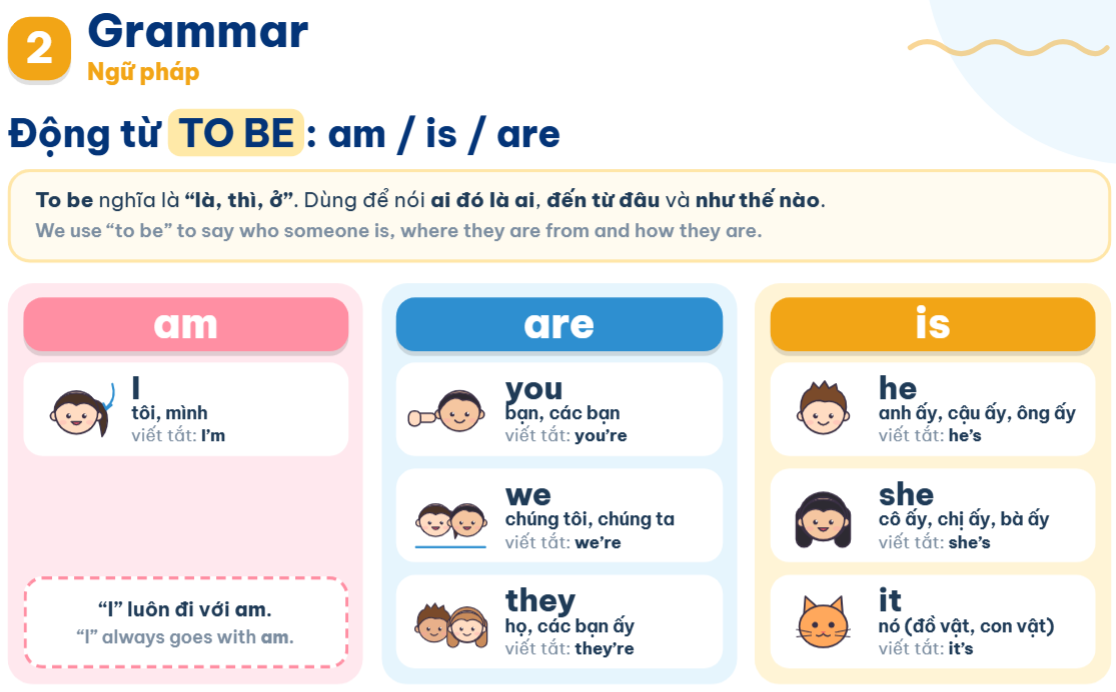 2
Grammar
Ngữ pháp
Động từ TO BE : am / is / are
To be nghĩa là “là, thì, ở”. Dùng để nói ai đó là ai, đến từ đâu và như thế nào.
We use “to be” to say who someone is, where they are from and how they are.
am
I
tôi, mình
viết tắt: I’m
“I” luôn đi với am.
“I” always goes with am.
are
you
bạn, các bạn
viết tắt: you’re
we
chúng tôi, chúng ta
viết tắt: we’re
they
họ, các bạn ấy
viết tắt: they’re
is
he
anh ấy, cậu ấy, ông ấy
viết tắt: he’s
she
cô ấy, chị ấy, bà ấy
viết tắt: she’s
it
nó (đồ vật, con vật)
viết tắt: it’s